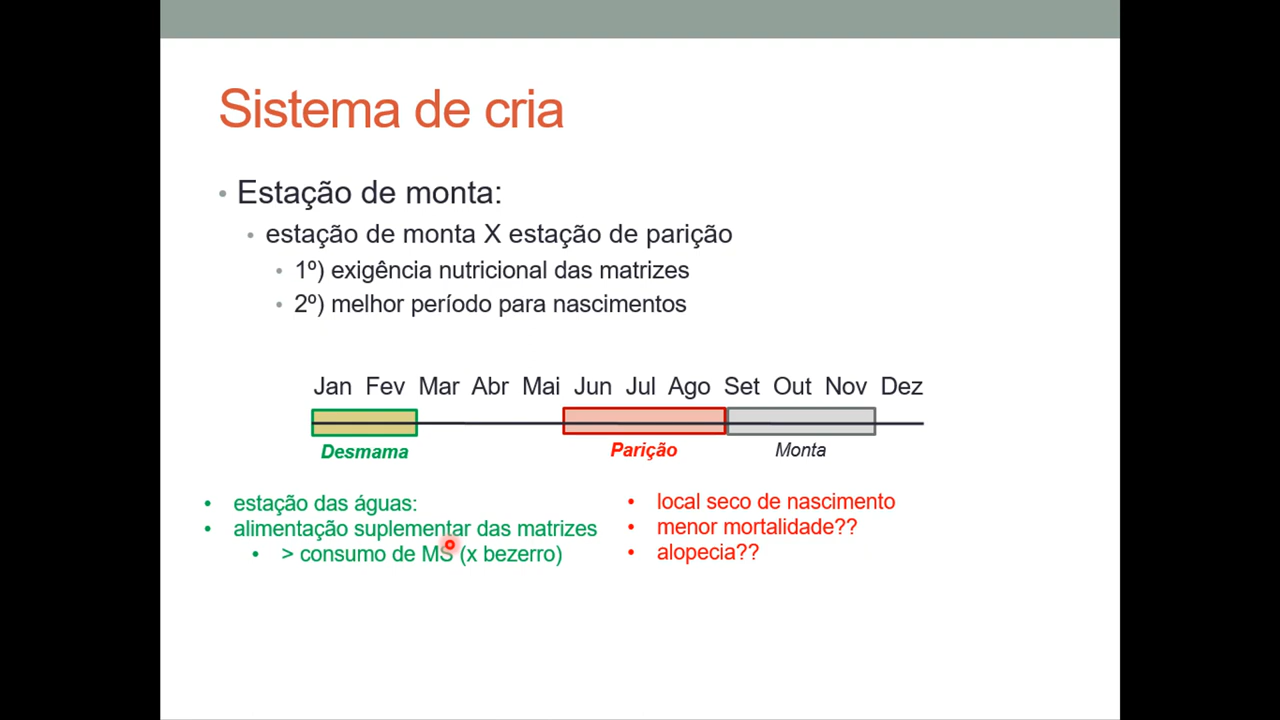 Sistema de cria
• Estação de monta:
• estação de monta X estação de parição
• 1º) exigência nutricional das matrizes
• 2º) melhor período para nascimentos
Jan Fev Mar Abr Mai Jun Jul Ago Set Out Nov Dez
Desmama Parição Monta
• estação das águas:
• alimentação suplementar das matrizes
• > consumo de MS (x bezerro)
• local seco de nascimento
• menor mortalidade??
• alopecia??